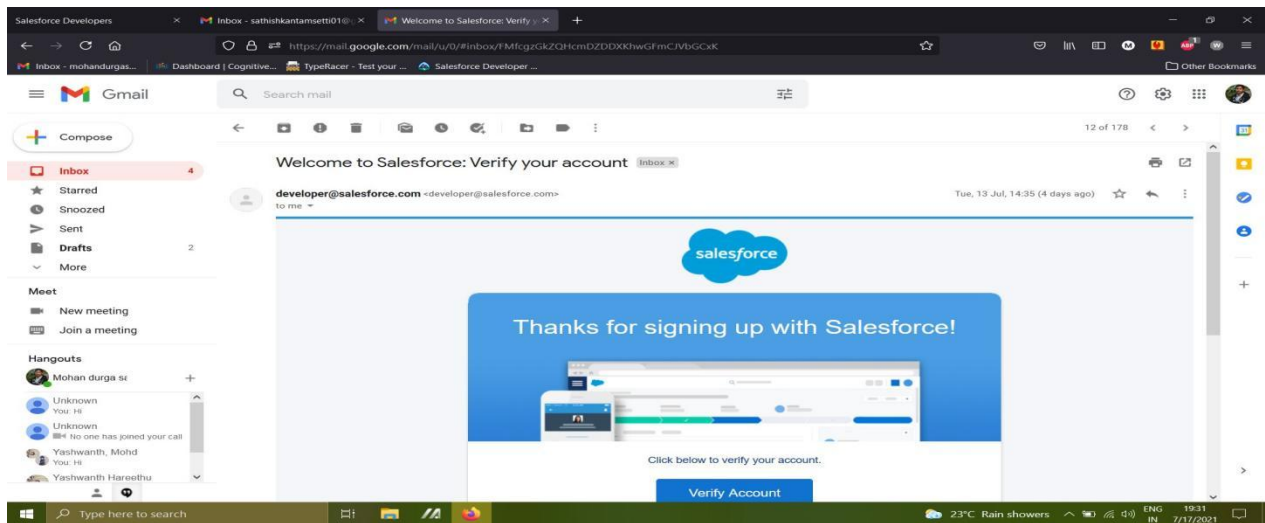 Salesforce Developers
Inbox - sathishkantamsetti01@g
Welcome to Salesforce: Verify y
https://mail.google.com/mail/u/0/#inbox/FMfcgzGkZQHcmDZDDXKhwGFmCJVbGCxK
Inbox - mohandurgas... Dashboard | Cognitive... TypeRacer - Test your ... Salesforce Developer ... Other Bookmarks
Gmail Search mail
Compose 12 of 178
Welcome to Salesforce: Verify your account Inbox ×
Inbox 4
Starred
developer@salesforce.com <developer@salesforce.com> Tue, 13 Jul, 14:35 (4 days ago)
to me
Snoozed
Sent
Drafts 2
More
Meet
New meeting
Join a meeting
Hangouts
Mohan durga sa
Unknown
You: Hi
Unknown
No one has joined your call
Yashwanth, Mohd
You: Hi
Yashwanth Hareethu
salesforce
Thanks for signing up with Salesforce!
Click below to verify your account.
Verify Account
Type here to search
23°C Rain showers
ENG
IN
19:31
7/17/2021